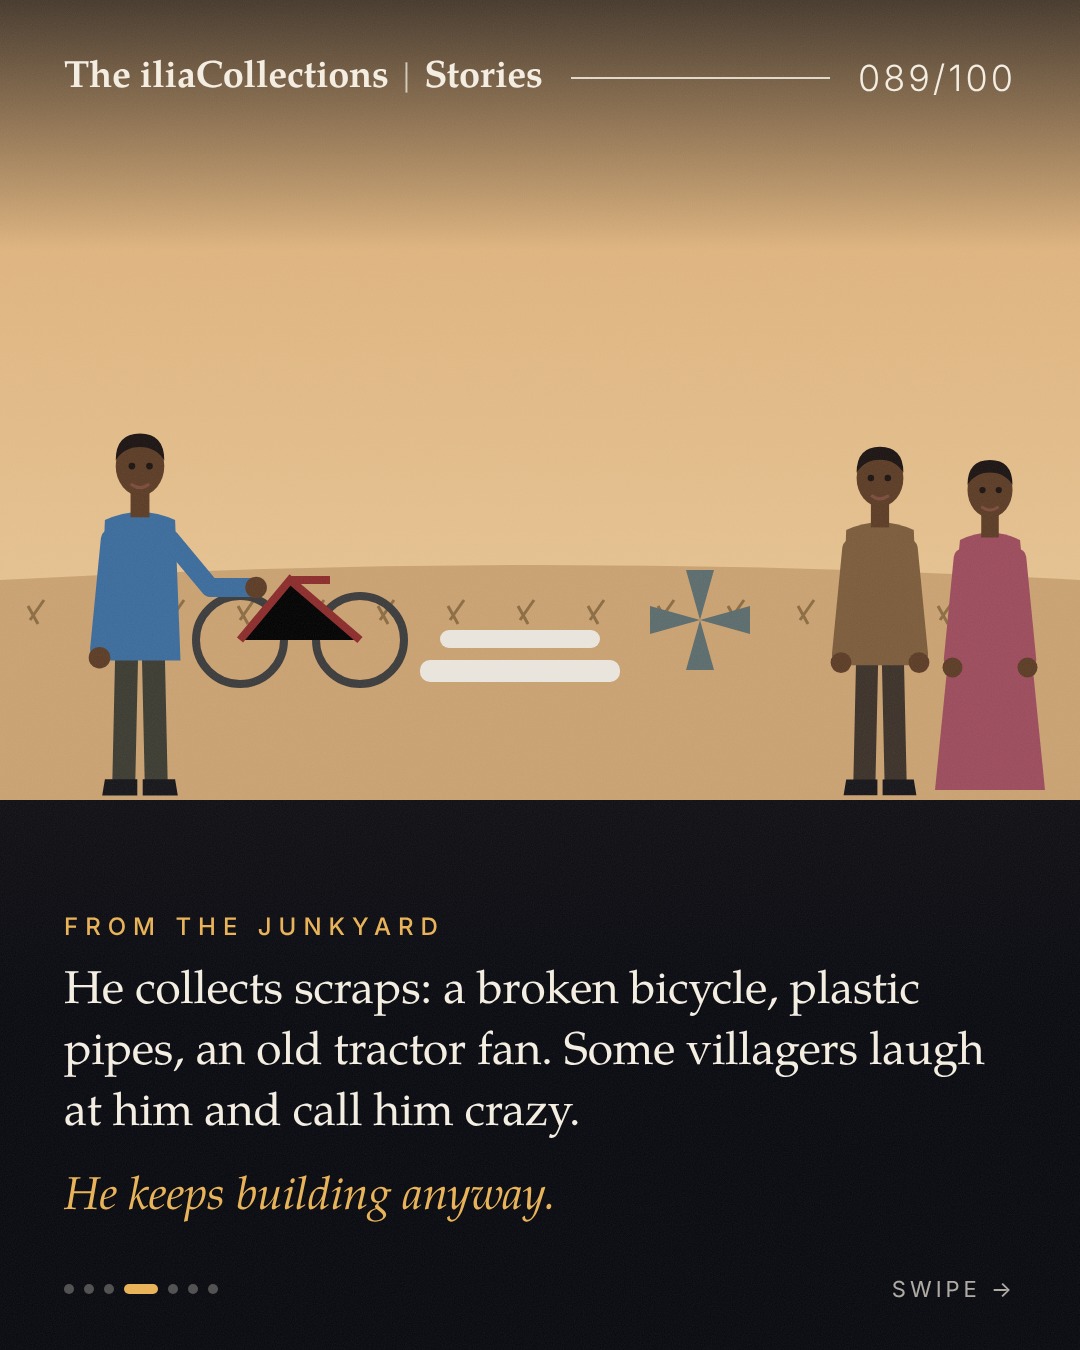 The iliaCollections | Stories
089/100
FROM THE JUNKYARD
He collects scraps: a broken bicycle, plastic
pipes, an old tractor fan. Some villagers laugh
at him and call him crazy.
He keeps building anyway.
SWIPE →